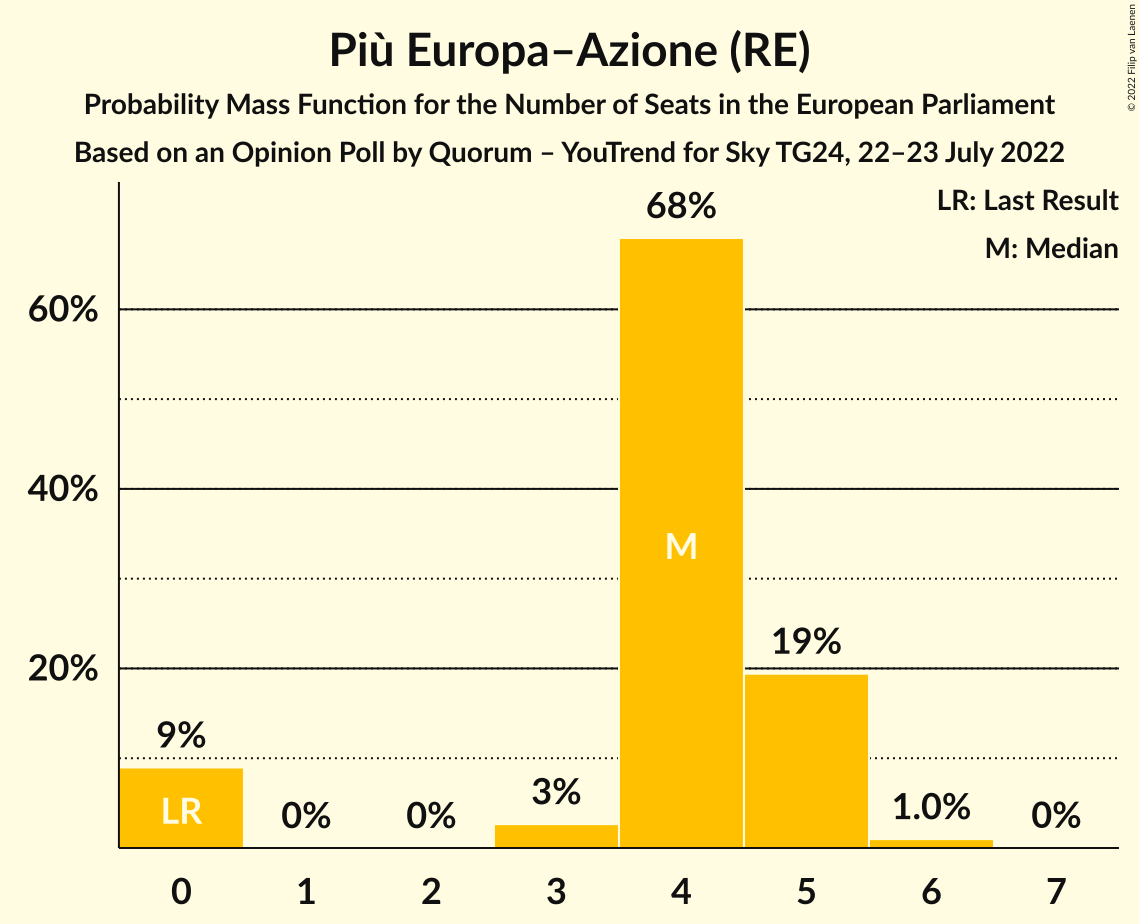 Più Europa–Azione (RE)
Probability Mass Function for the Number of Seats in the European Parliament
Based on an Opinion Poll by Quorum – YouTrend for Sky TG24, 22–23 July 2022
© 2022 Filip van Laenen
LR: Last Result
M: Median
68%
60%
40%
M
19%
20%
9%
3%
LR
0%
0%
1.0%
0%
0 1 2 3 4 5 6 7